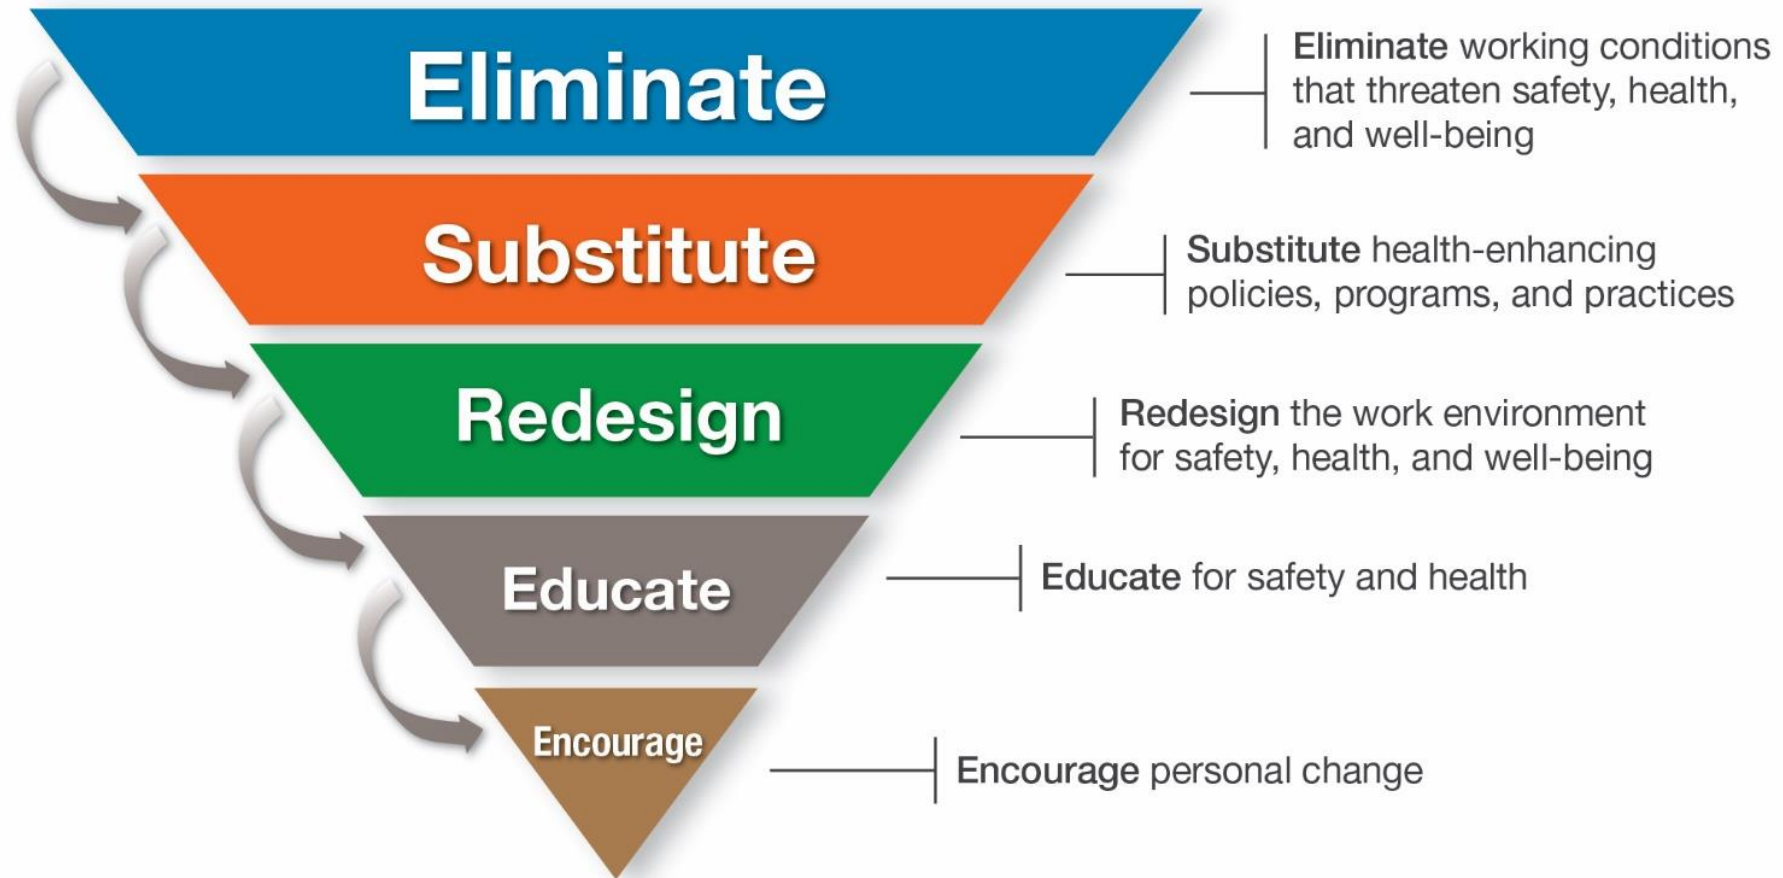 Eliminate
Eliminate working conditions
that threaten safety, health,
and well-being
Substitute
Substitute health-enhancing
policies, programs, and practices
Redesign
Redesign the work environment
for safety, health, and well-being
Educate
Educate for safety and health
Encourage
Encourage personal change